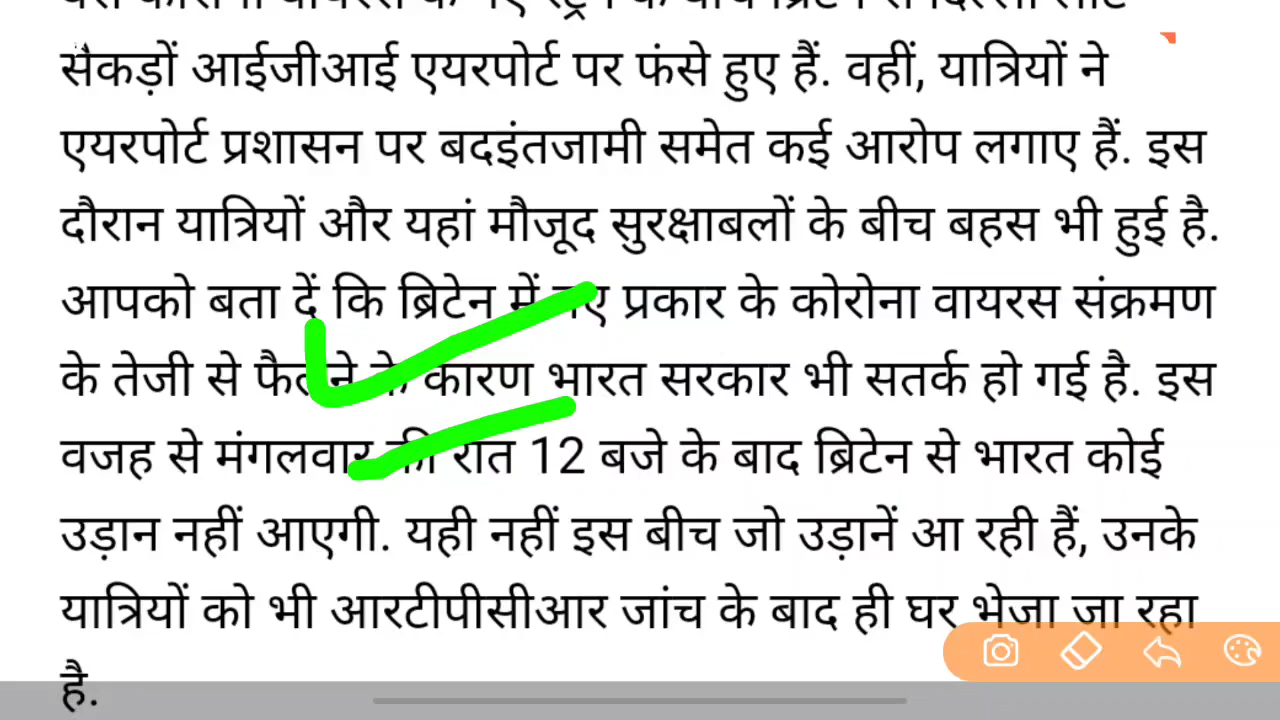 सैकड़ों आईजीआई एयरपोर्ट पर फंसे हुए हैं. वहीं, यात्रियों ने
एयरपोर्ट प्रशासन पर बदइंतजामी समेत कई आरोप लगाए हैं. इस
दौरान यात्रियों और यहां मौजूद सुरक्षाबलों के बीच बहस भी हुई है.
आपको बता दें कि ब्रिटेन में नए प्रकार के कोरोना वायरस संक्रमण
के तेजी से फैलने के कारण भारत सरकार भी सतर्क हो गई है. इस
वजह से मंगलवार की रात 12 बजे के बाद ब्रिटेन से भारत कोई
उड़ान नहीं आएगी. यही नहीं इस बीच जो उड़ानें आ रही हैं, उनके
यात्रियों को भी आरटीपीसीआर जांच के बाद ही घर भेजा जा रहा
है.